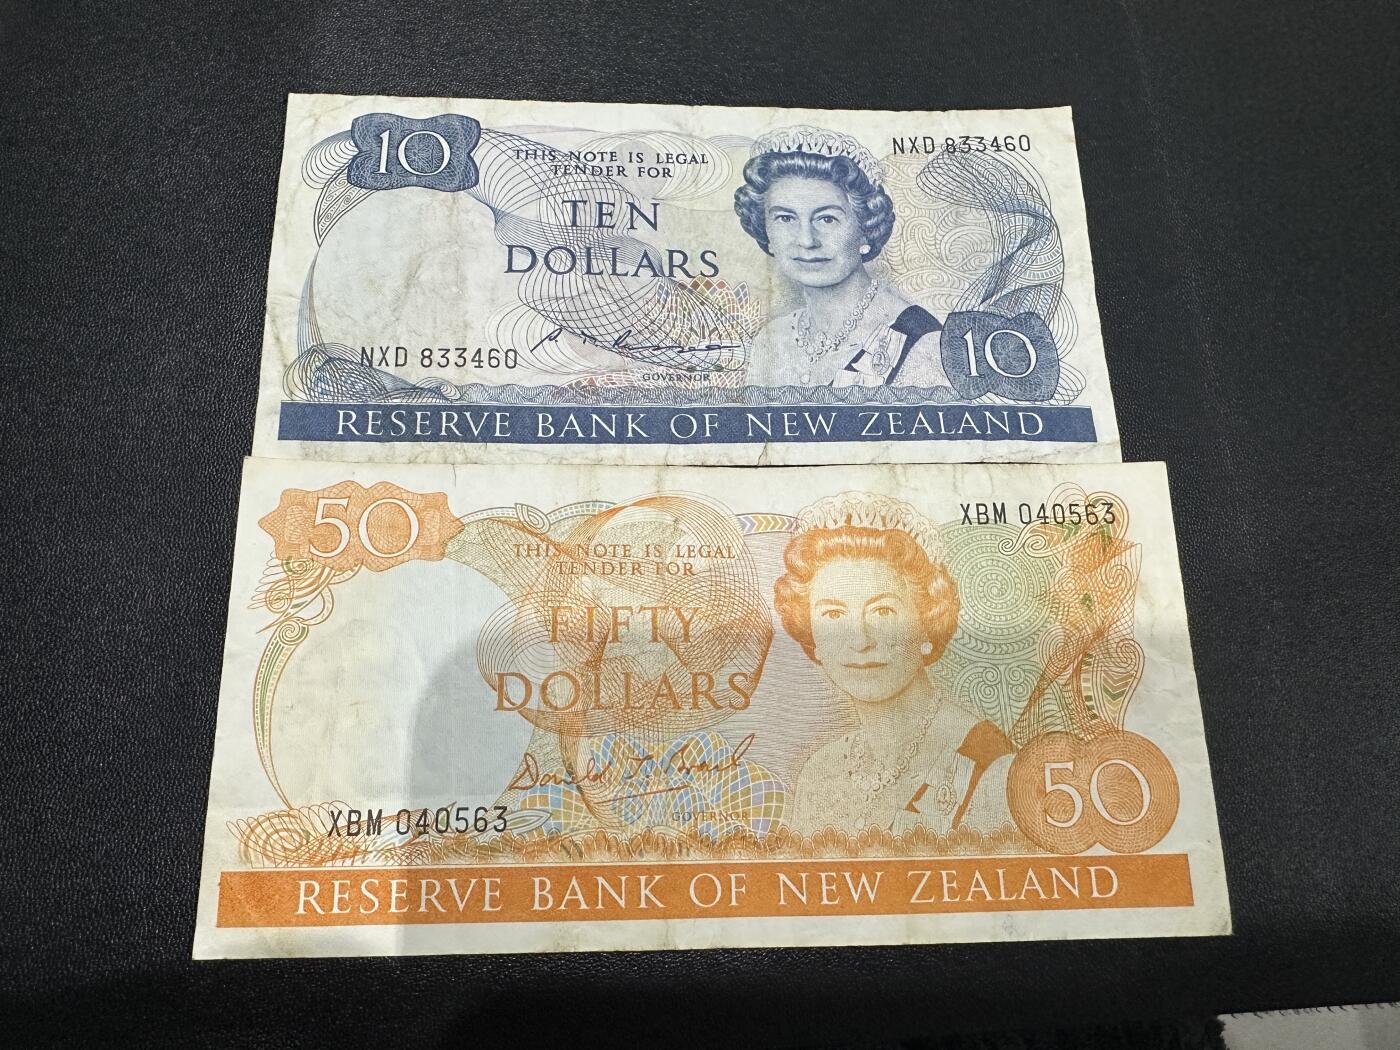 10
NXD 833460
THIS NOTE IS LEGAL
TENDER FOR
TEN
DOLLARS
NXD 833460
GOVERNOR
10
RESERVE BANK OF NEW ZEALAND
50
XBM 040563
THIS NOTE IS LEGAL
TENDER FOR
FIFTY
DOLLARS
XBM 040563
GOVERNOR
50
RESERVE BANK OF NEW ZEALAND